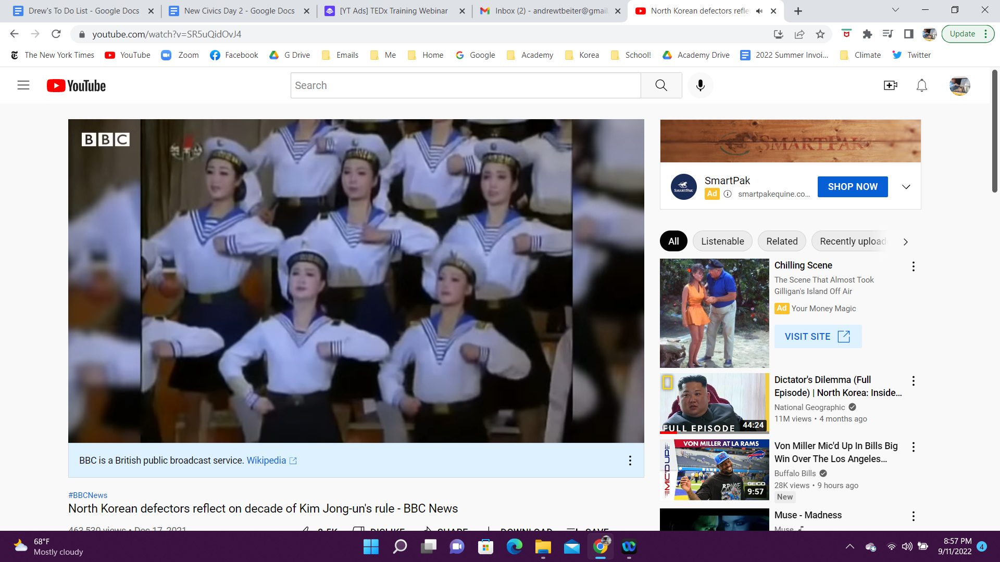 Drew's To Do List - Google Docs
New Civics Day 2 - Google Docs
[YT Ads] TEDx Training Webinar
Inbox (2) - andrewtbeiter@gmail.
North Korean defectors refle
youtube.com/watch?v=SR5uQidOvJ4
Update
The New York Times
YouTube
Zoom
Facebook
G Drive
Emails
Me
Home
Google
Academy
Korea
School!
Academy Drive
2022 Summer Invoi...
Climate
Twitter
YouTube
Search
BBC
SMARTPAK
SmartPak
SMARTPAK
Ad smartpakequine.co...
SHOP NOW
All
Listenable
Related
Recently upload
Chilling Scene
The Scene That Almost Took
Gilligan's Island Off Air
Ad Your Money Magic
VISIT SITE
FULL EPISODE
44:24
Dictator's Dilemma (Full
Episode) | North Korea: Inside...
National Geographic
11M views • 4 months ago
VON MILLER AT LA RAMS
MIC'D UP
GEICO
9:57
Von Miller Mic'd Up In Bills Big
Win Over The Los Angeles...
Buffalo Bills
28K views • 9 hours ago
New
Muse - Madness
Muse
BBC is a British public broadcast service. Wikipedia
#BBCNews
North Korean defectors reflect on decade of Kim Jong-un's rule - BBC News
463,530 views • Dec 17, 2021
DISLIKE
SHARE
DOWNLOAD
SAVE
68°F
Mostly cloudy
8:57 PM
9/11/2022
4